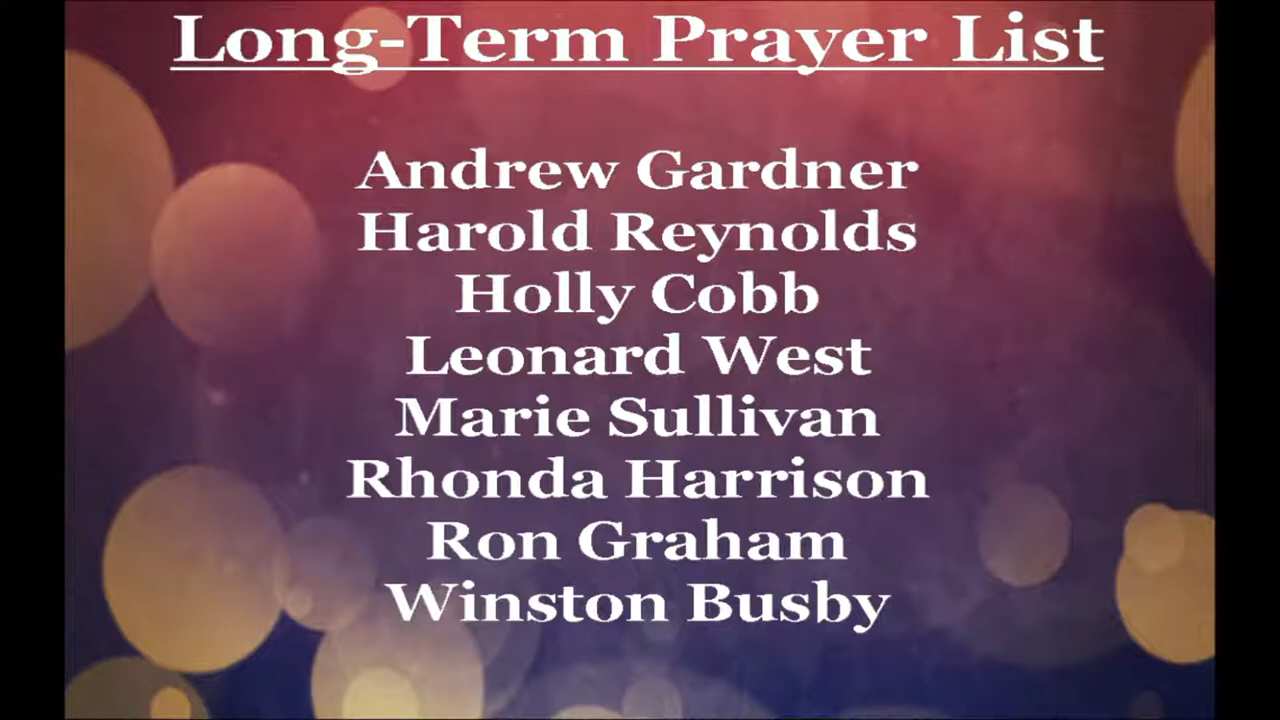 Long-Term Prayer List
Andrew Gardner
Harold Reynolds
Holly Cobb
Leonard West
Marie Sullivan
Rhonda Harrison
Ron Graham
Winston Busby